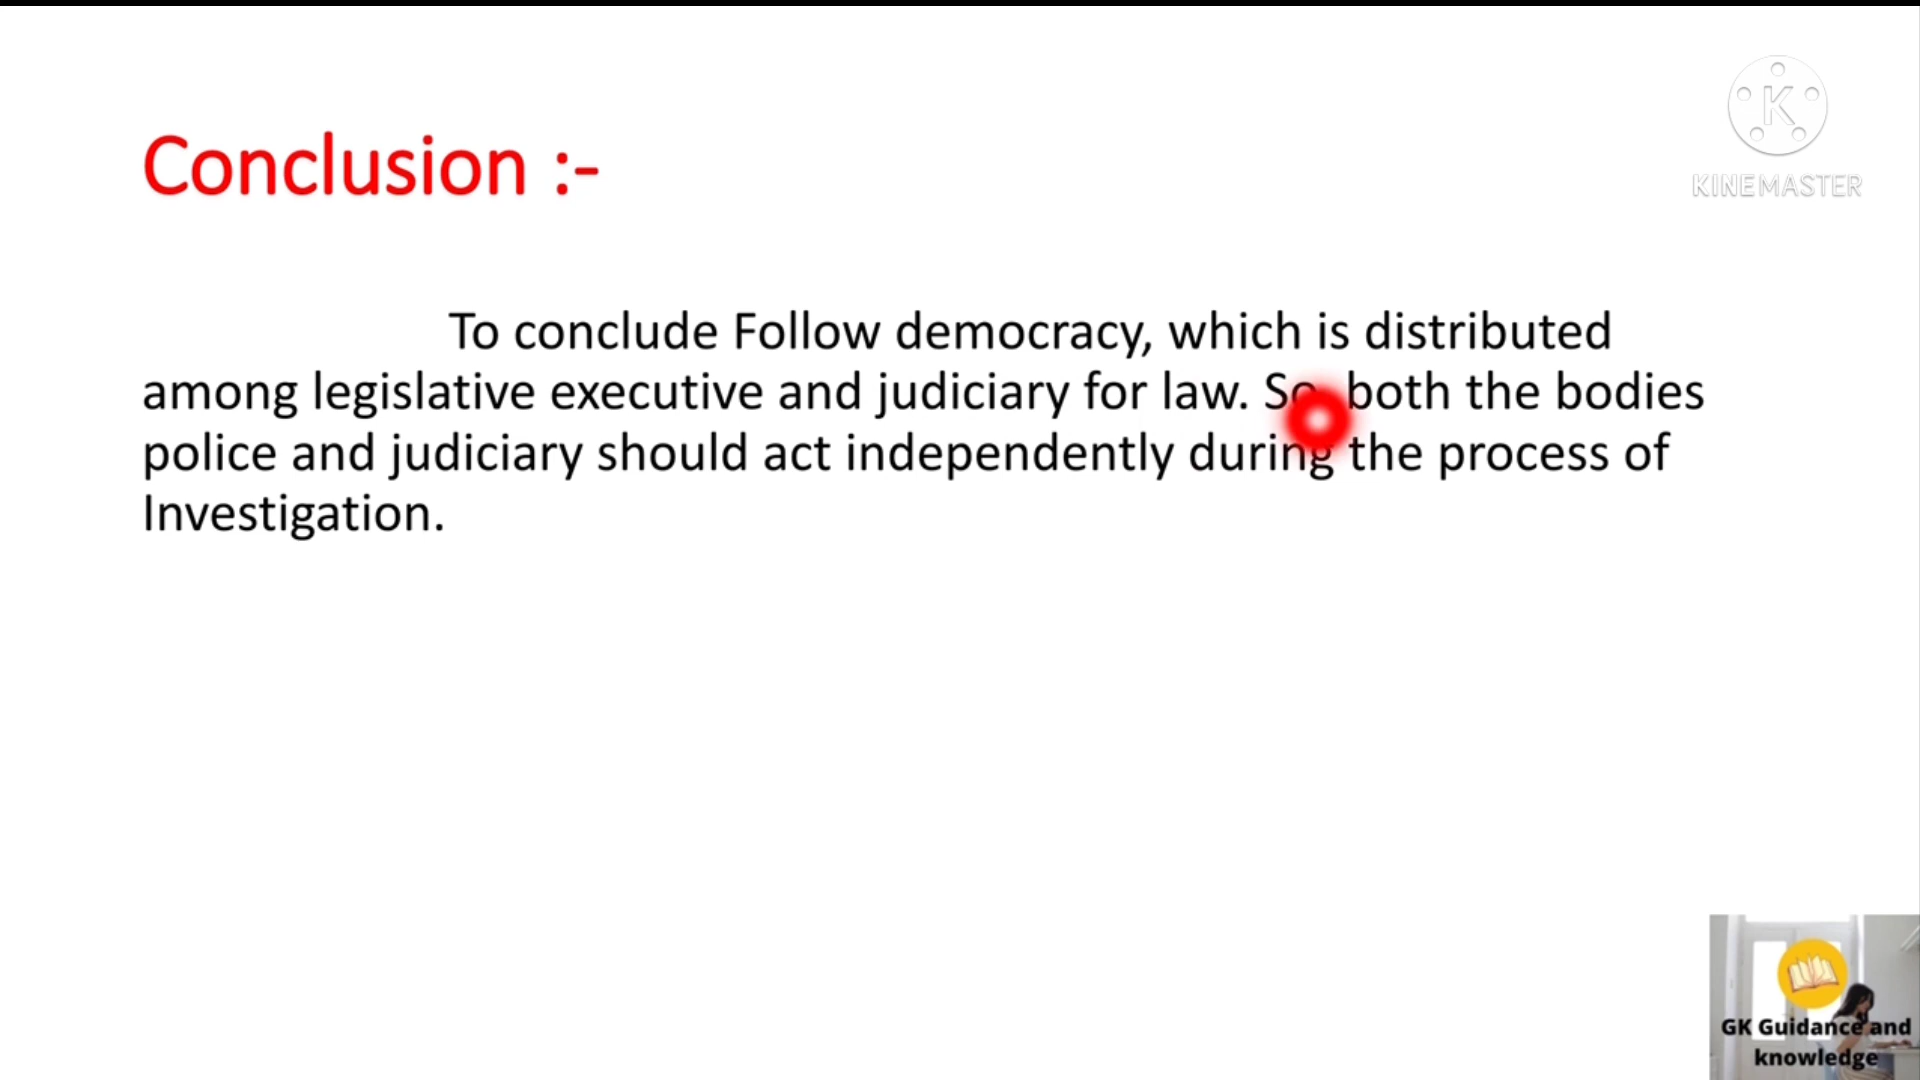 Conclusion :-
KINEMASTER
To conclude Follow democracy, which is distributed
among legislative executive and judiciary for law. So, both the bodies
police and judiciary should act independently during the process of
Investigation.
GK Guidance and
knowledge